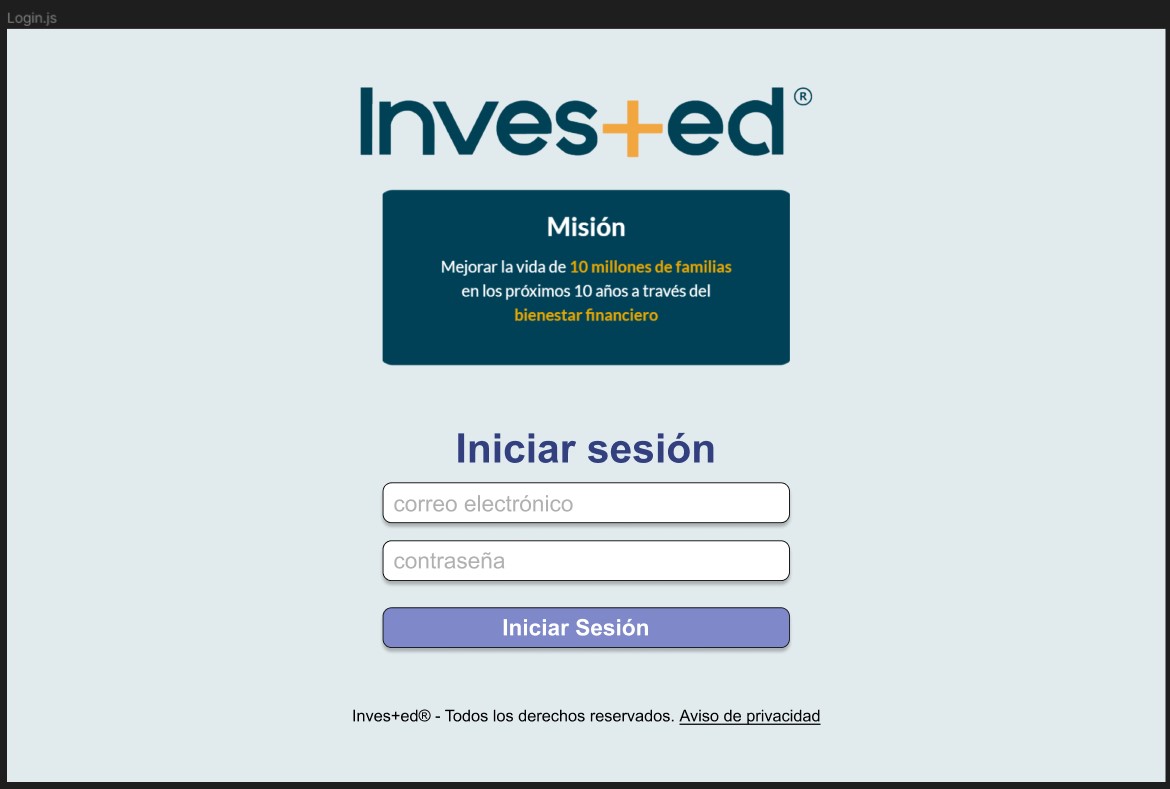 Login.js
Inves+ed®
Misión
Mejorar la vida de 10 millones de familias
en los próximos 10 años a través del
bienestar financiero
Iniciar sesión
correo electrónico
contraseña
Iniciar Sesión
Inves+ed® - Todos los derechos reservados. Aviso de privacidad